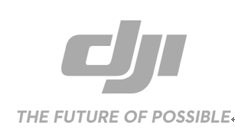 dji
THE FUTURE OF POSSIBLE